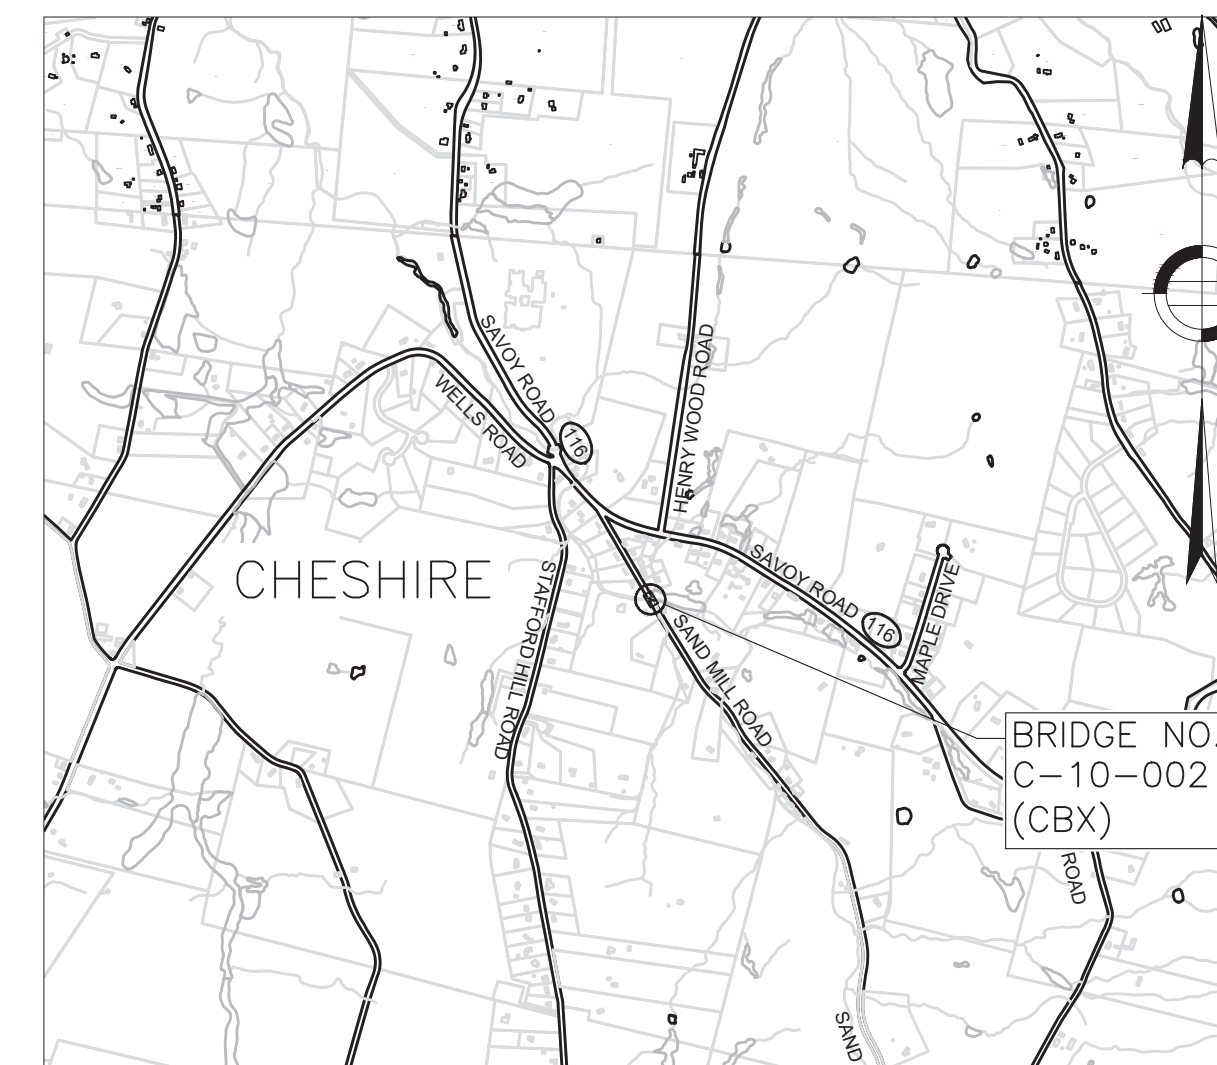 SAVOY ROAD
WELLS ROAD
116
HENRY WOOD ROAD
CHESHIRE
STAFFORD HILL ROAD
SAVOY ROAD
116
MAPLE DRIVE
SAND MILL ROAD
BRIDGE NO.
C-10-002
(CBX)
ROAD
SAND